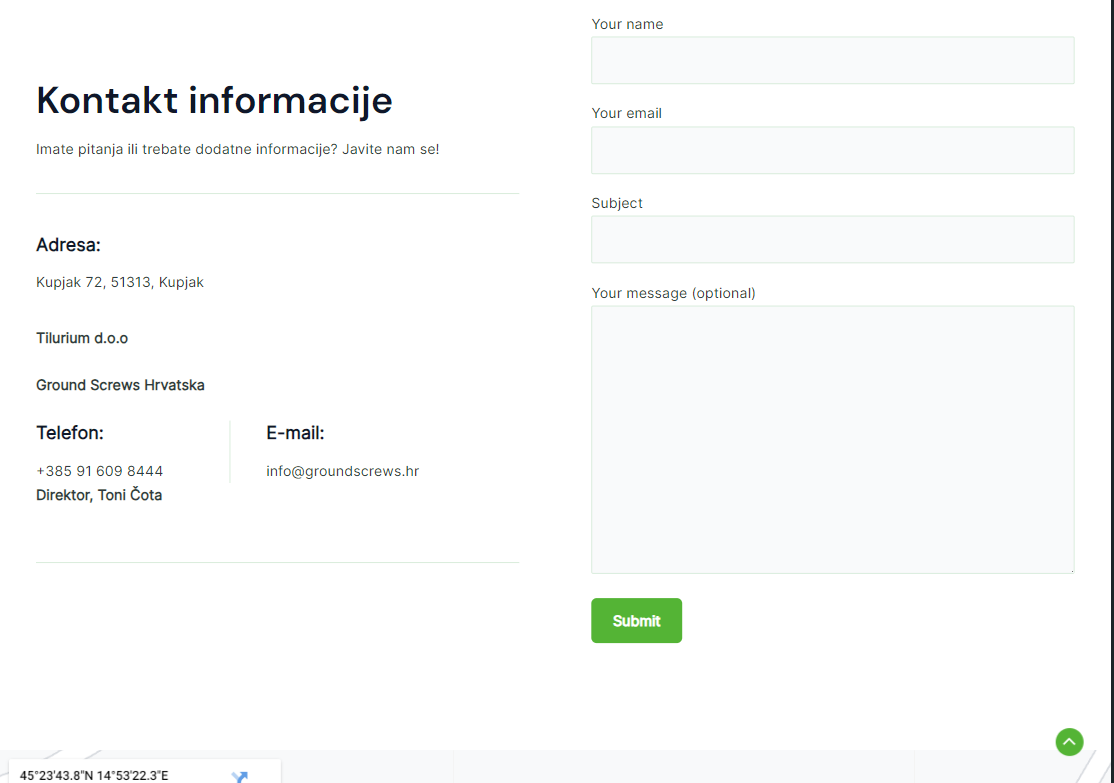 Kontakt informacije
Imate pitanja ili trebate dodatne informacije? Javite nam se!
Adresa:
Kupjak 72, 51313, Kupjak
Tilurium d.o.o
Ground Screws Hrvatska
Telefon:
+385 91 609 8444
Direktor, Toni Čota
E-mail:
info@groundscrews.hr
Your name
Your email
Subject
Your message (optional)
Submit
45°23'43.8"N 14°53'22.3"E